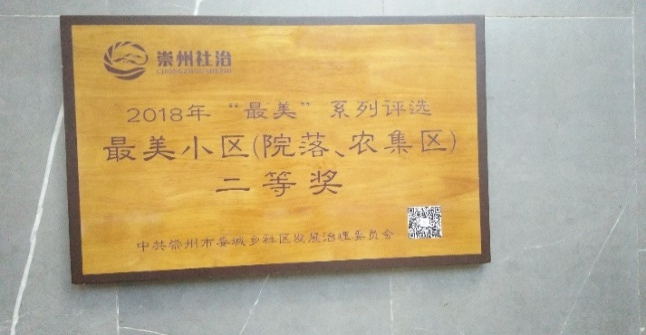 崇州社治
CHONGZHOU SHEZHI
2018年“最美”系列评选
最美小区(院落、农集区)
二等奖
中共崇州市委城乡社区发展治理委员会